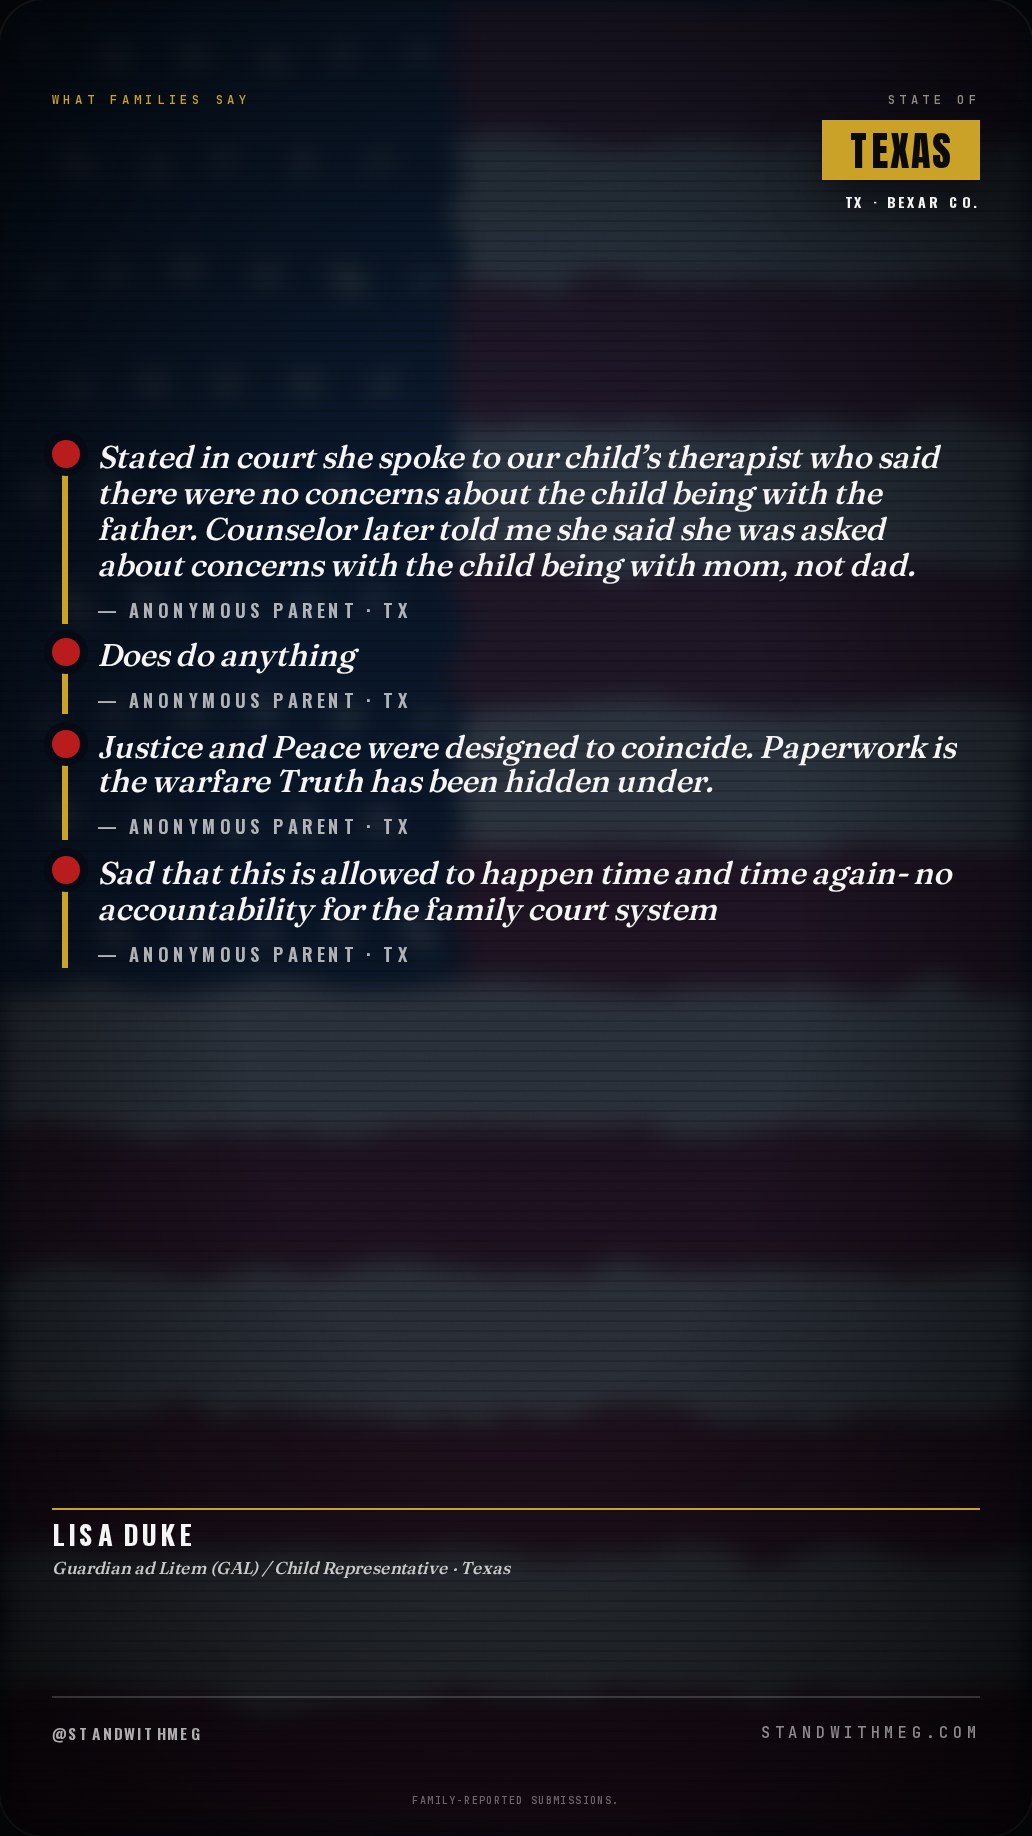 WHAT FAMILIES SAY
STATE OF
TEXAS
TX · BEXAR CO.
Stated in court she spoke to our child’s therapist who said
there were no concerns about the child being with the
father. Counselor later told me she said she was asked
about concerns with the child being with mom, not dad.
— ANONYMOUS PARENT · TX
Does do anything
— ANONYMOUS PARENT · TX
Justice and Peace were designed to coincide. Paperwork is
the warfare Truth has been hidden under.
— ANONYMOUS PARENT · TX
Sad that this is allowed to happen time and time again- no
accountability for the family court system
— ANONYMOUS PARENT · TX
LISA DUKE
Guardian ad Litem (GAL) / Child Representative · Texas
@STANDWITHMEG
STANDWITHMEG.COM
FAMILY-REPORTED SUBMISSIONS.